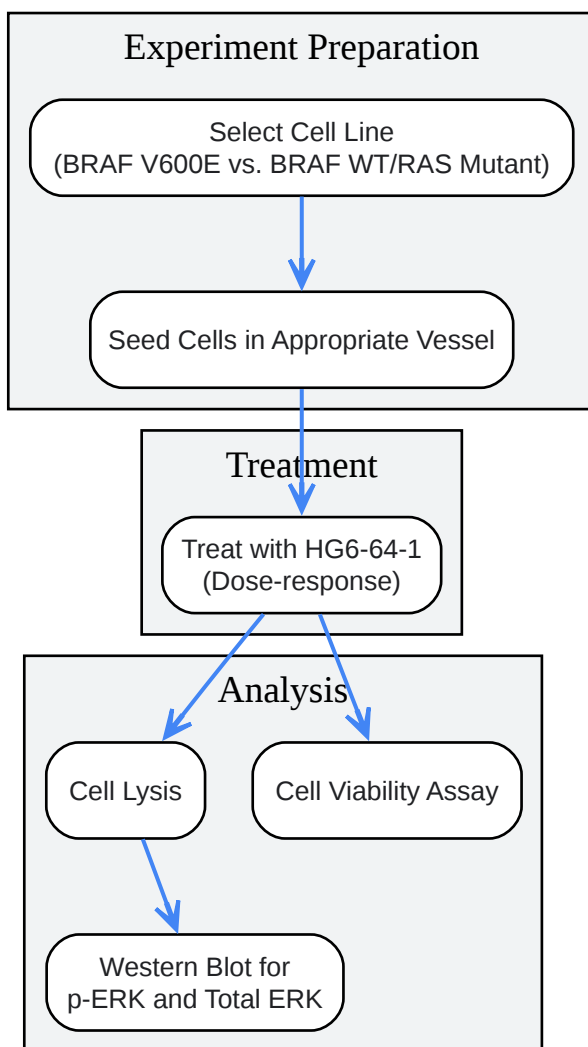 Experiment Preparation
Select Cell Line
(BRAF V600E vs. BRAF WT/RAS Mutant)
Seed Cells in Appropriate Vessel
Treatment
Treat with HG6-64-1
(Dose-response)
Analysis
Cell Lysis
Cell Viability Assay
Western Blot for
p-ERK and Total ERK